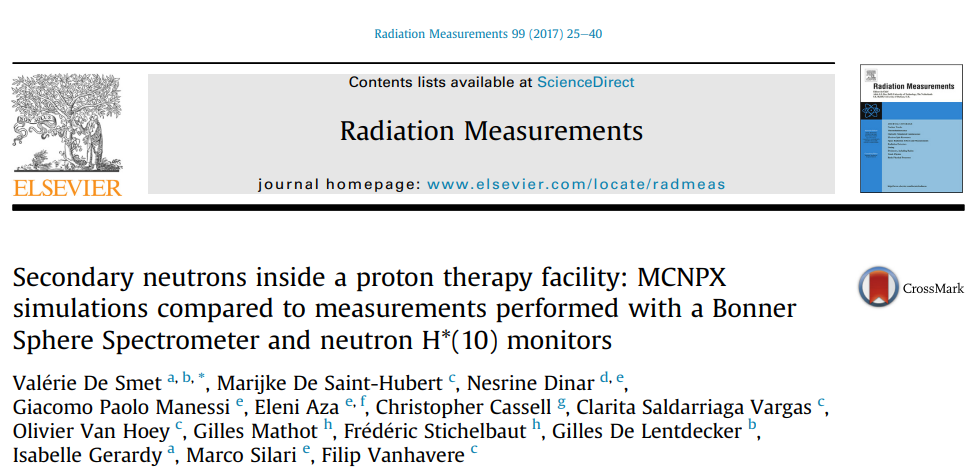 Radiation Measurements 99 (2017) 25–40
Contents lists available at ScienceDirect
Radiation Measurements
journal homepage: www.elsevier.com/locate/radmeas
ELSEVIER
Radiation Measurements
CrossMark
Secondary neutrons inside a proton therapy facility: MCNPX
simulations compared to measurements performed with a Bonner
Sphere Spectrometer and neutron H*(10) monitors
Valérie De Smet a, b, *, Marijke De Saint-Hubert c, Nesrine Dinar d, e,
Giacomo Paolo Manessi e, Eleni Aza e, f, Christopher Cassell g, Clarita Saldarriaga Vargas c,
Olivier Van Hoey c, Gilles Mathot h, Frédéric Stichelbaut h, Gilles De Lentdecker b,
Isabelle Gerardy a, Marco Silari e, Filip Vanhavere c